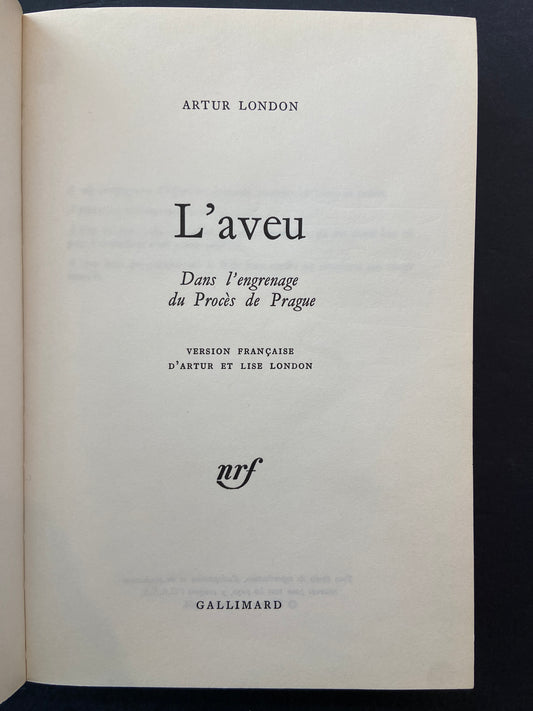 ARTUR LONDON
L'aveu
Dans l'engrenage
du Procès de Prague
VERSION FRANÇAISE
D'ARTUR ET LISE LONDON
nrf
GALLIMARD